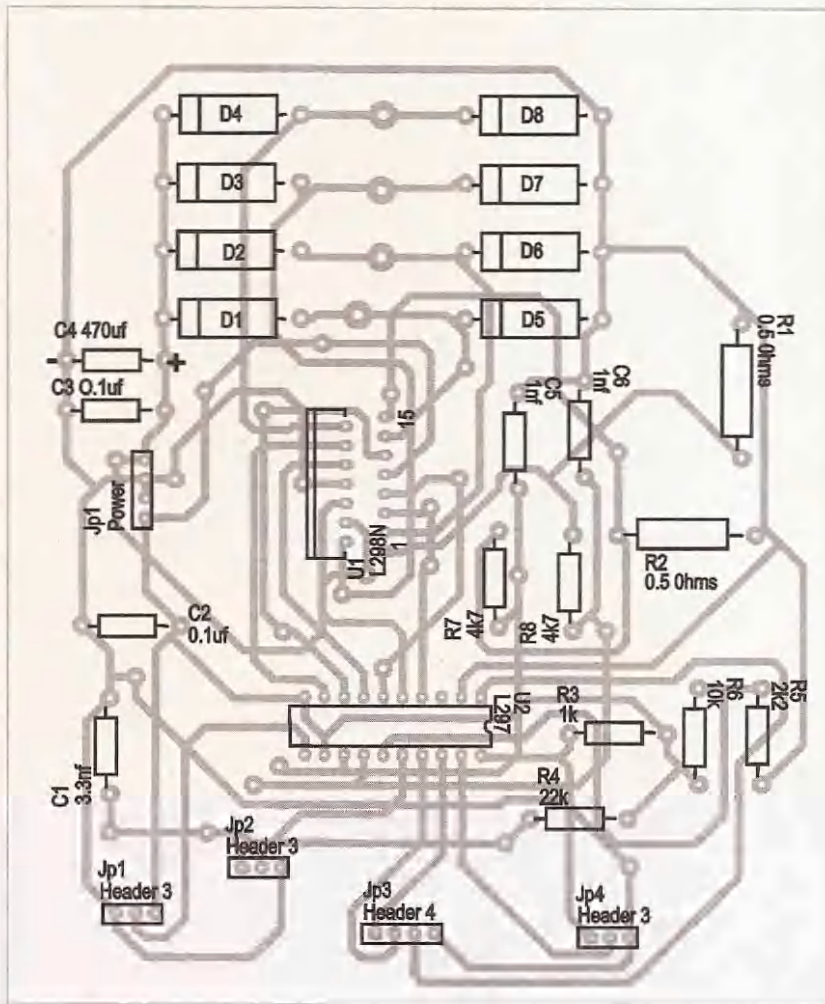 D4
D8
D3
D7
D2
D6
D1
D5
C4 470uf
- +
C3 0.1uf
R1
0.5 Ohms
C6
1nf
C5
1nf
15
1
Jp1
Power
U1
L298N
R2
0.5 Ohms
C2
0.1uf
R7
4k7
R8
4k7
U2
L297
R3
1k
R6
10k
R5
2K2
C1
3.3nf
R4
22k
Jp2
Header 3
Jp1
Header 3
Jp3
Header 4
Jp4
Header 3